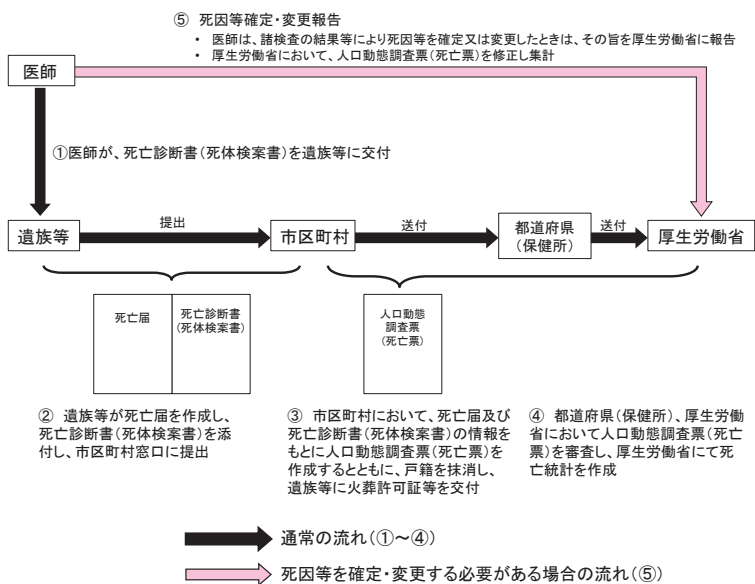 ⑤ 死因等確定・変更報告
・ 医師は、諸検査の結果等により死因等を確定又は変更したときは、その旨を厚生労働省に報告
・ 厚生労働省において、人口動態調査票(死亡票)を修正し集計
医師
①医師が、死亡診断書(死体検案書)を遺族等に交付
遺族等
提出
市区町村
送付
都道府県
(保健所)
送付
厚生労働省
死亡届
死亡診断書
(死体検案書)
人口動態
調査票
(死亡票)
② 遺族等が死亡届を作成し、
死亡診断書(死体検案書)を添
付し、市区町村窓口に提出
③ 市区町村において、死亡届及び
死亡診断書(死体検案書)の情報を
もとに人口動態調査票(死亡票)を
作成するとともに、戸籍を抹消し、
遺族等に火葬許可証等を交付
④ 都道府県(保健所)、厚生労働
省において人口動態調査票(死亡
票)を審査し、厚生労働省にて死
亡統計を作成
通常の流れ(①~④)
死因等を確定・変更する必要がある場合の流れ(⑤)